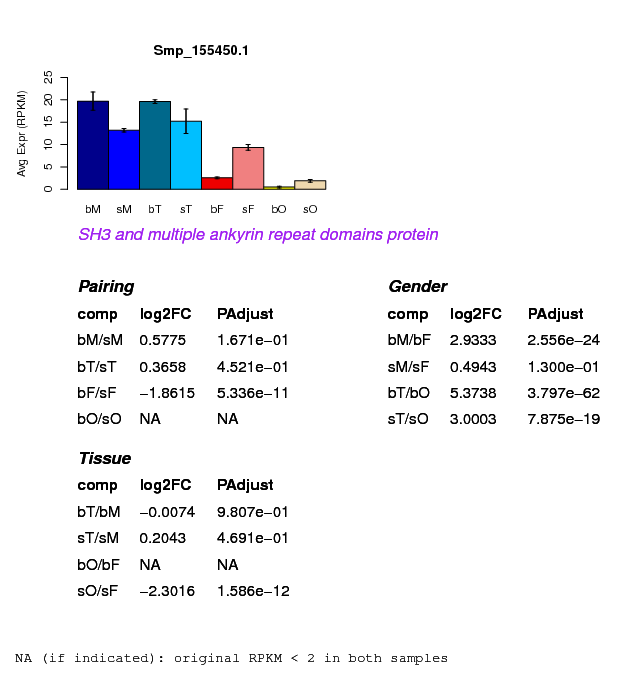 Smp_155450.1
Avg Expr (RPKM)
25
20
15
10
5
0
bM sM bT sT bF sF bO sO
SH3 and multiple ankyrin repeat domains protein
Pairing
comp log2FC PAdjust
bM/sM 0.5775 1.671e−01
bT/sT 0.3658 4.521e−01
bF/sF −1.8615 5.336e−11
bO/sO NA NA
Gender
comp log2FC PAdjust
bM/bF 2.9333 2.556e−24
sM/sF 0.4943 1.300e−01
bT/bO 5.3738 3.797e−62
sT/sO 3.0003 7.875e−19
Tissue
comp log2FC PAdjust
bT/bM −0.0074 9.807e−01
sT/sM 0.2043 4.691e−01
bO/bF NA NA
sO/sF −2.3016 1.586e−12
NA (if indicated): original RPKM < 2 in both samples